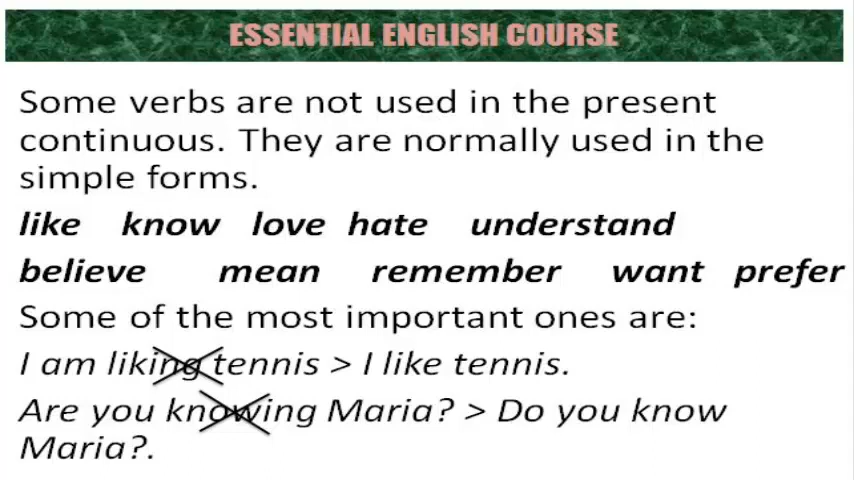 ESSENTIAL ENGLISH COURSE
Some verbs are not used in the present
continuous. They are normally used in the
simple forms.
like know love hate understand
believe mean remember want prefer
Some of the most important ones are:
I am liking tennis > I like tennis.
Are you knowing Maria? > Do you know
Maria?.